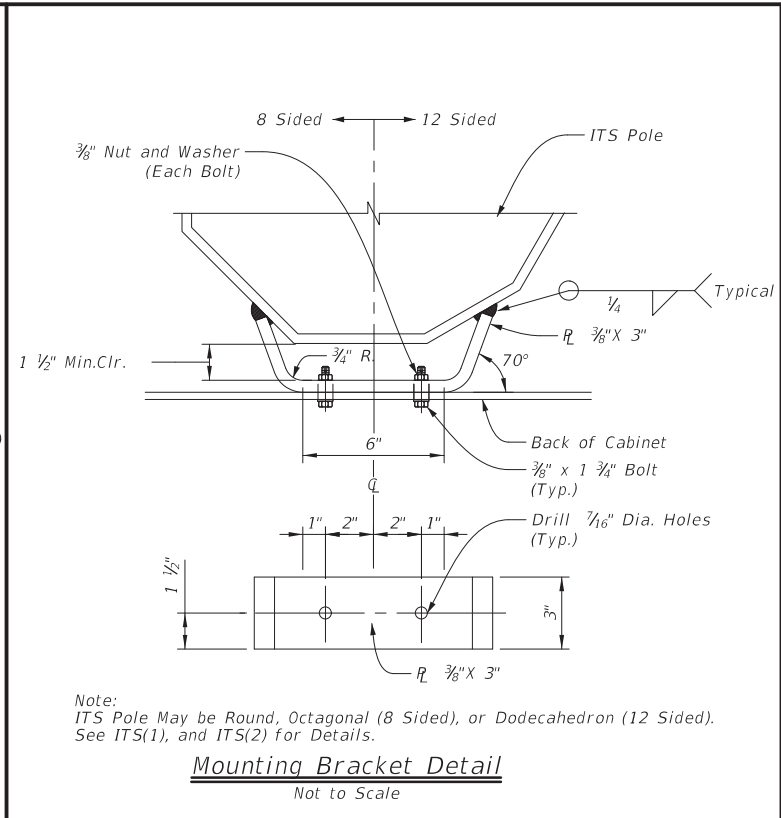 8 Sided
12 Sided
⅜" Nut and Washer
(Each Bolt)
ITS Pole
Typical
¼
℄ ⅜"X 3"
¾" R.
70°
1 ½" Min.Clr.
6"
Back of Cabinet
⅜" x 1 ¾" Bolt
(Typ.)
℄
1" 2" 2" 1"
Drill 7/16" Dia. Holes
(Typ.)
1 ½"
3"
PL ⅜"X 3"
Note:
ITS Pole May be Round, Octagonal (8 Sided), or Dodecahedron (12 Sided).
See ITS(1), and ITS(2) for Details.
Mounting Bracket Detail
Not to Scale